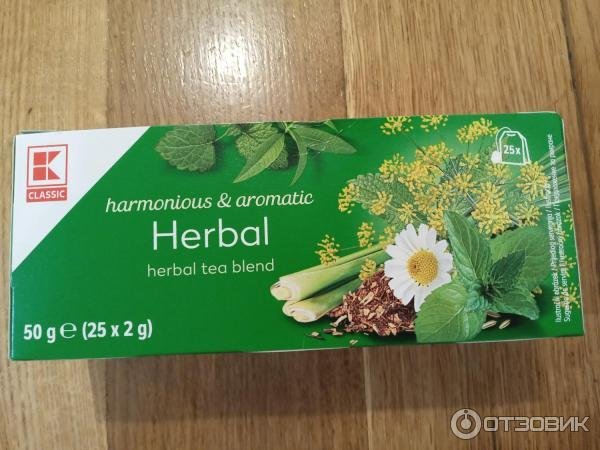 K
CLASSIC
harmonious & aromatic
Herbal
herbal tea blend
50 g e (25 x 2 g)
25x
ОТЗОВИК